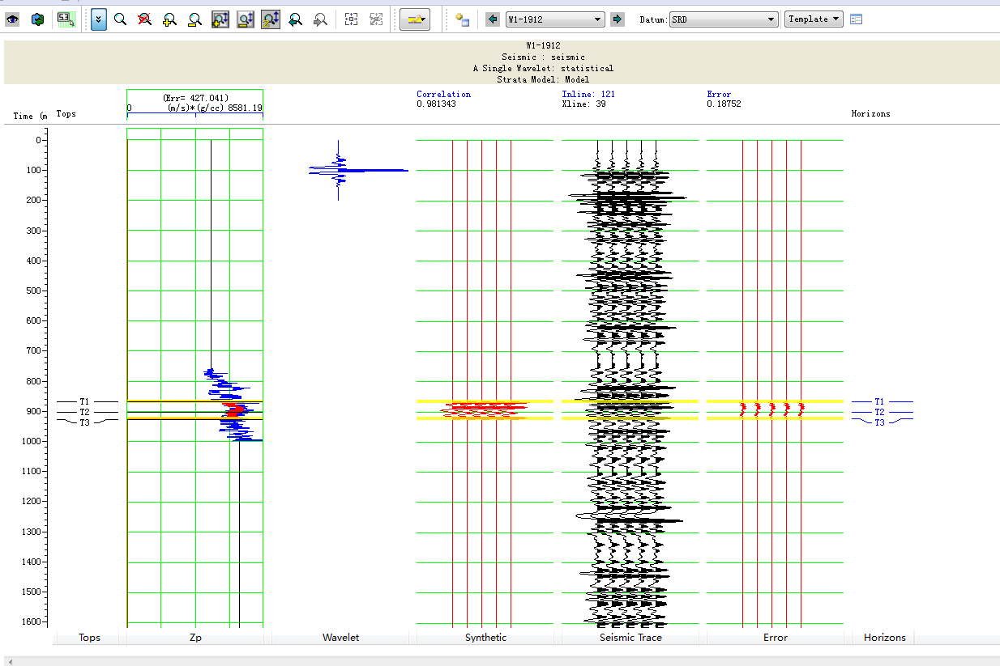 53
W1-1912
Datum:
SRD
Template
W1-1912
Seismic : seismic
A Single Wavelet: statistical
Strata Model: Model
(Err= 427.041)
0 (m/s)*(g/cc) 8581.19
Correlation
0.981343
Inline: 121
Xline: 39
Error
0.18752
Time (m
Tops
Horizons
0
100
200
300
400
500
600
700
800
900
1000
1100
1200
1300
1400
1500
1600
T1
T2
T3
T1
T2
T3
Tops
Zp
Wavelet
Synthetic
Seismic Trace
Error
Horizons